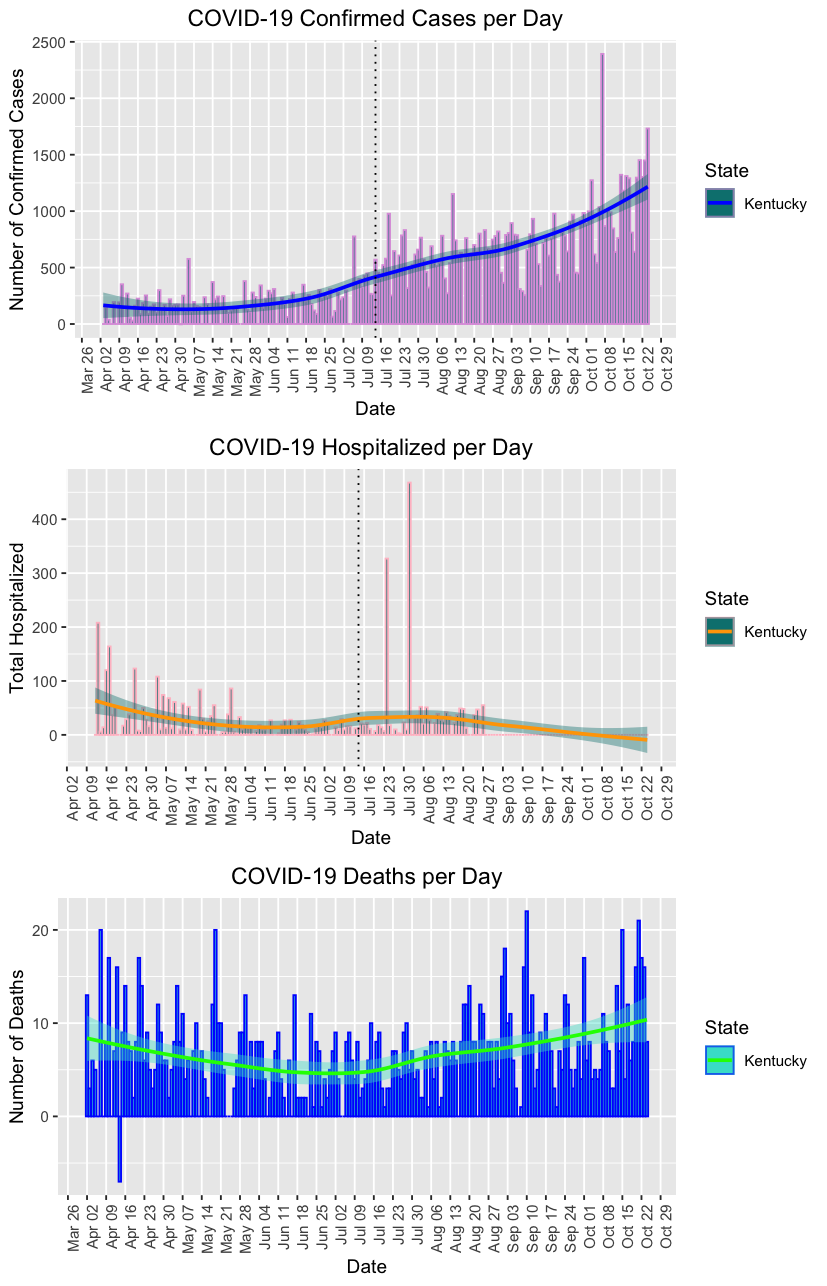 COVID-19 Confirmed Cases per Day
Number of Confirmed Cases
2500
2000
1500
1000
500
0
Mar 26
Apr 02
Apr 09
Apr 16
Apr 23
Apr 30
May 07
May 14
May 21
May 28
Jun 04
Jun 11
Jun 18
Jun 25
Jul 02
Jul 09
Jul 16
Jul 23
Jul 30
Aug 06
Aug 13
Aug 20
Aug 27
Sep 03
Sep 10
Sep 17
Sep 24
Oct 01
Oct 08
Oct 15
Oct 22
Oct 29
Date
State
Kentucky
COVID-19 Hospitalized per Day
Total Hospitalized
400
300
200
100
0
Apr 02
Apr 09
Apr 16
Apr 23
Apr 30
May 07
May 14
May 21
May 28
Jun 04
Jun 11
Jun 18
Jun 25
Jul 02
Jul 09
Jul 16
Jul 23
Jul 30
Aug 06
Aug 13
Aug 20
Aug 27
Sep 03
Sep 10
Sep 17
Sep 24
Oct 01
Oct 08
Oct 15
Oct 22
Oct 29
Date
State
Kentucky
COVID-19 Deaths per Day
Number of Deaths
20
10
0
Mar 26
Apr 02
Apr 09
Apr 16
Apr 23
Apr 30
May 07
May 14
May 21
May 28
Jun 04
Jun 11
Jun 18
Jun 25
Jul 02
Jul 09
Jul 16
Jul 23
Jul 30
Aug 06
Aug 13
Aug 20
Aug 27
Sep 03
Sep 10
Sep 17
Sep 24
Oct 01
Oct 08
Oct 15
Oct 22
Oct 29
Date
State
Kentucky